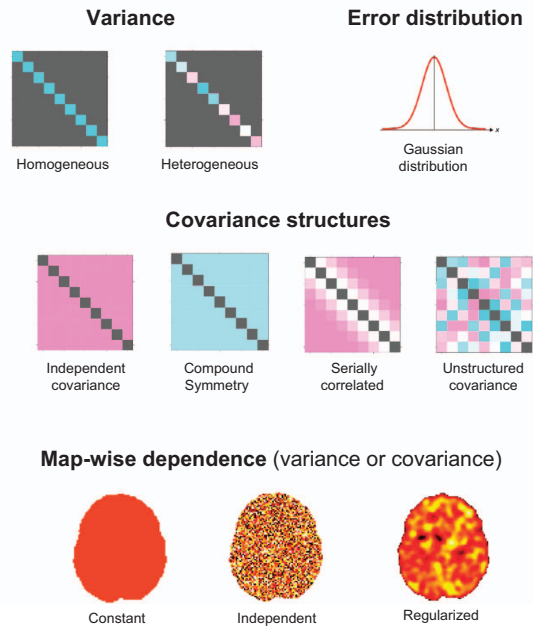 Variance
Error distribution
Homogeneous
Heterogeneous
x
Gaussian
distribution
Covariance structures
Independent
covariance
Compound
Symmetry
Serially
correlated
Unstructured
covariance
Map-wise dependence (variance or covariance)
Constant
Independent
Regularized